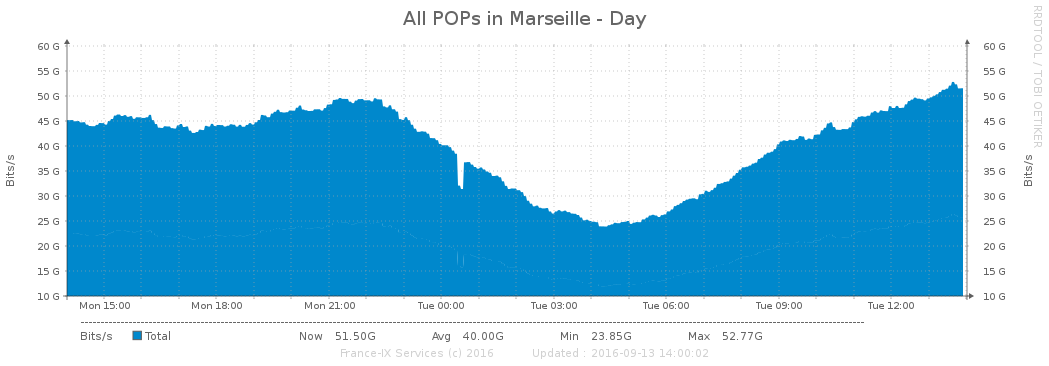 All POPs in Marseille - Day
RRDTOOL / TOBI OETIKER
60 G 60 G
55 G 55 G
50 G 50 G
45 G 45 G
40 G 40 G
35 G 35 G
30 G 30 G
25 G 25 G
20 G 20 G
15 G 15 G
10 G 10 G
Bits/s
Bits/s
Mon 15:00 Mon 18:00 Mon 21:00 Tue 00:00 Tue 03:00 Tue 06:00 Tue 09:00 Tue 12:00
Bits/s Total Now 51.50G Avg 40.00G Min 23.85G Max 52.77G
France-IX Services (c) 2016 Updated : 2016-09-13 14:00:02